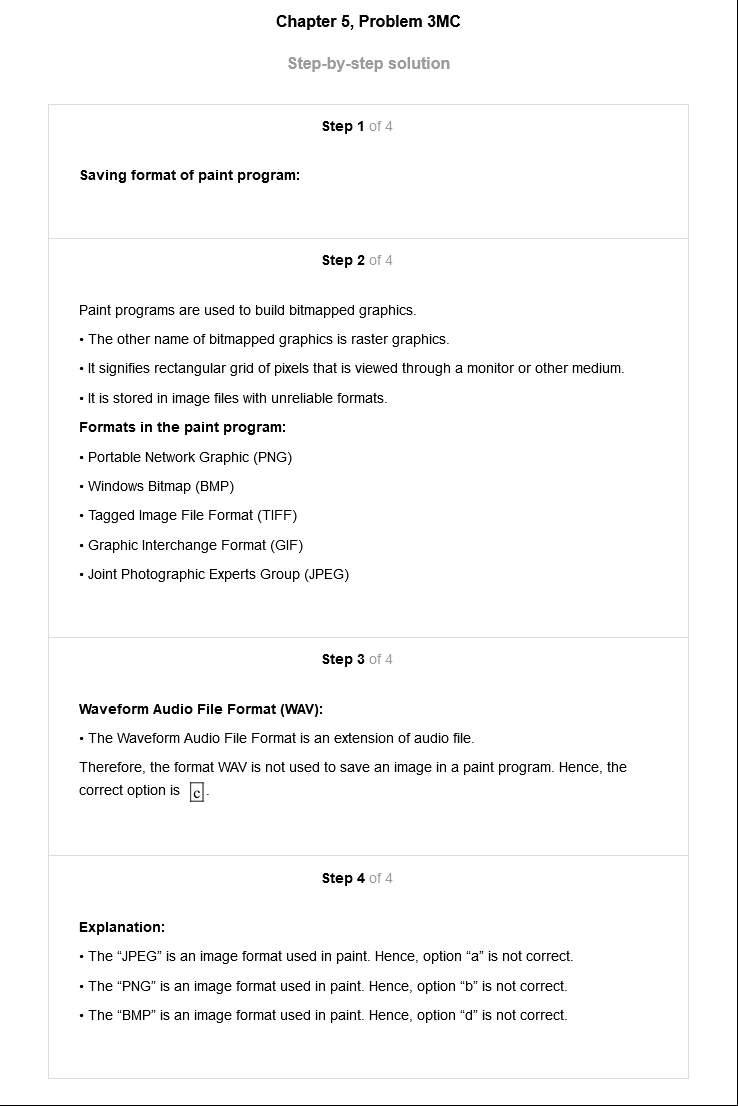 Chapter 5, Problem 3MC
Step-by-step solution
Step 1 of 4
Saving format of paint program:
Step 2 of 4
Paint programs are used to build bitmapped graphics.
• The other name of bitmapped graphics is raster graphics.
• It signifies rectangular grid of pixels that is viewed through a monitor or other medium.
• It is stored in image files with unreliable formats.
Formats in the paint program:
• Portable Network Graphic (PNG)
• Windows Bitmap (BMP)
• Tagged Image File Format (TIFF)
• Graphic Interchange Format (GIF)
• Joint Photographic Experts Group (JPEG)
Step 3 of 4
Waveform Audio File Format (WAV):
• The Waveform Audio File Format is an extension of audio file.
Therefore, the format WAV is not used to save an image in a paint program. Hence, the
correct option is c.
Step 4 of 4
Explanation:
• The “JPEG” is an image format used in paint. Hence, option “a” is not correct.
• The “PNG” is an image format used in paint. Hence, option “b” is not correct.
• The “BMP” is an image format used in paint. Hence, option “d” is not correct.